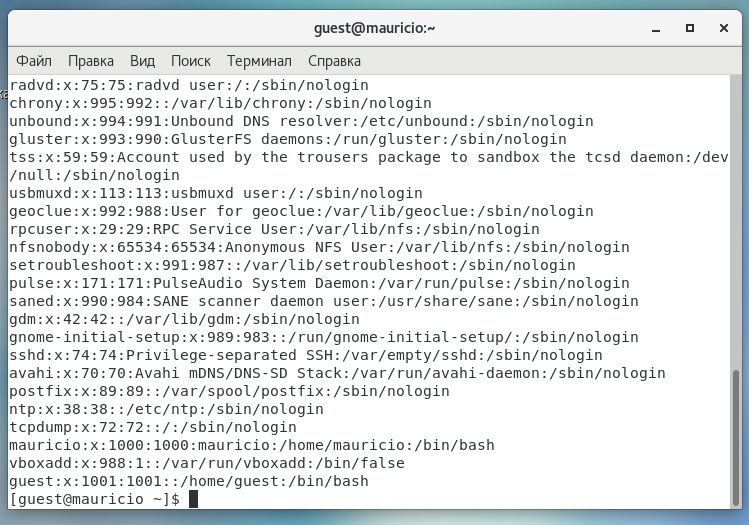 guest@mauricio:~
Файл Правка Вид Поиск Терминал Справка
radvd:x:75:75:radvd user:/:/sbin/nologin
chrony:x:995:992::/var/lib/chrony:/sbin/nologin
unbound:x:994:991:Unbound DNS resolver:/etc/unbound:/sbin/nologin
gluster:x:993:990:GlusterFS daemons:/run/gluster:/sbin/nologin
tss:x:59:59:Account used by the trousers package to sandbox the tcsd daemon:/dev
/null:/sbin/nologin
usbmuxd:x:113:113:usbmuxd user:/:/sbin/nologin
geoclue:x:992:988:User for geoclue:/var/lib/geoclue:/sbin/nologin
rpcuser:x:29:29:RPC Service User:/var/lib/nfs:/sbin/nologin
nfsnobody:x:65534:65534:Anonymous NFS User:/var/lib/nfs:/sbin/nologin
setroubleshoot:x:991:987::/var/lib/setroubleshoot:/sbin/nologin
pulse:x:171:171:PulseAudio System Daemon:/var/run/pulse:/sbin/nologin
saned:x:990:984:SANE scanner daemon user:/usr/share/sane:/sbin/nologin
gdm:x:42:42::/var/lib/gdm:/sbin/nologin
gnome-initial-setup:x:989:983::/run/gnome-initial-setup/:/sbin/nologin
sshd:x:74:74:Privilege-separated SSH:/var/empty/sshd:/sbin/nologin
avahi:x:70:70:Avahi mDNS/DNS-SD Stack:/var/run/avahi-daemon:/sbin/nologin
postfix:x:89:89::/var/spool/postfix:/sbin/nologin
ntp:x:38:38::/etc/ntp:/sbin/nologin
tcpdump:x:72:72::/:/sbin/nologin
mauricio:x:1000:1000:mauricio:/home/mauricio:/bin/bash
vboxadd:x:988:1::/var/run/vboxadd:/bin/false
guest:x:1001:1001::/home/guest:/bin/bash
[guest@mauricio ~]$